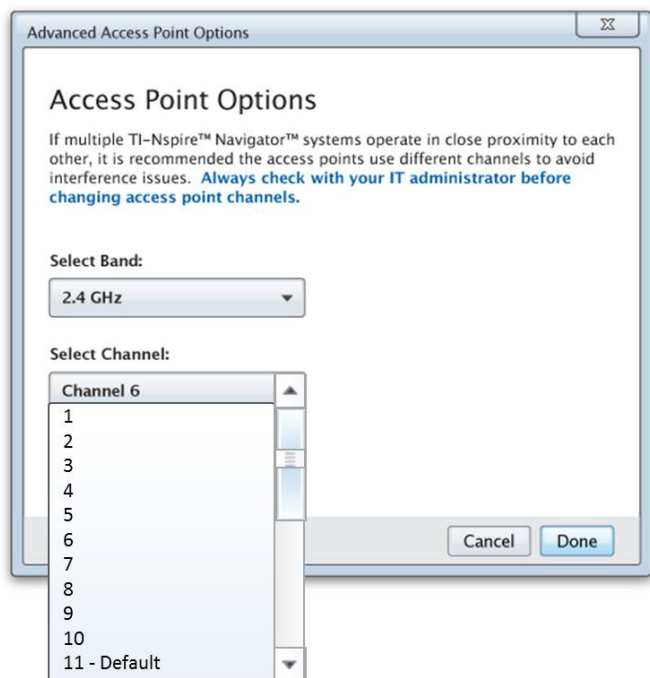 Advanced Access Point Options
Access Point Options
If multiple TI-Nspire™ Navigator™ systems operate in close proximity to each
other, it is recommended the access points use different channels to avoid
interference issues. Always check with your IT administrator before
changing access point channels.
Select Band:
2.4 GHz
Select Channel:
Channel 6
1
2
3
4
5
6
7
8
9
10
11 - Default
Cancel
Done